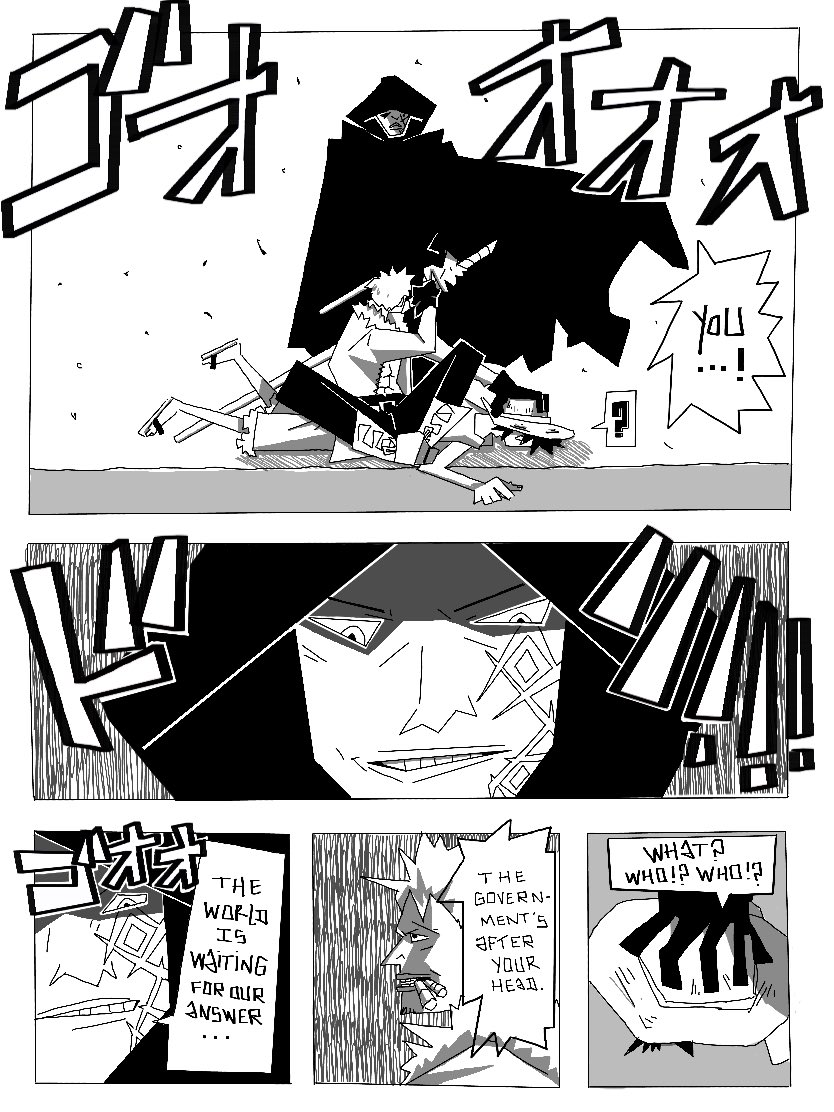 ゴオ
オオオ
YOU
...!
?
ドン!!!!
WHAT?
WHO!? WHO!?
THE
GOVERN-
MENT'S
AFTER
YOUR
HEAD.
ゴオオオ
THE
WORLD
IS
WAITING
FOR OUR
ANSWER
...